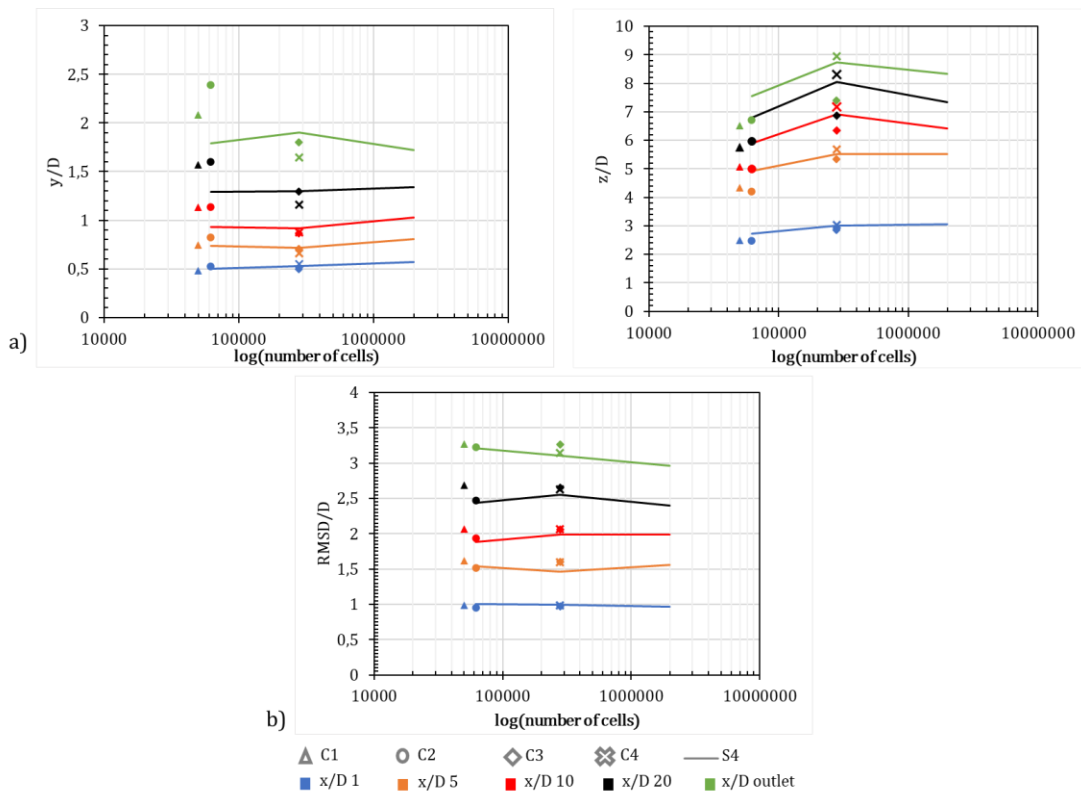 3
2,5
2
1,5
1
0,5
0
y/D
10000 100000 1000000 10000000
log(number of cells)
a)
10
9
8
7
6
5
4
3
2
1
0
z/D
10000 100000 1000000 10000000
log(number of cells)
4
3,5
3
2,5
2
1,5
1
0,5
0
RMSD/D
10000 100000 1000000 10000000
log(number of cells)
b)
C1 C2 C3 C4 S4
x/D 1 x/D 5 x/D 10 x/D 20 x/D outlet